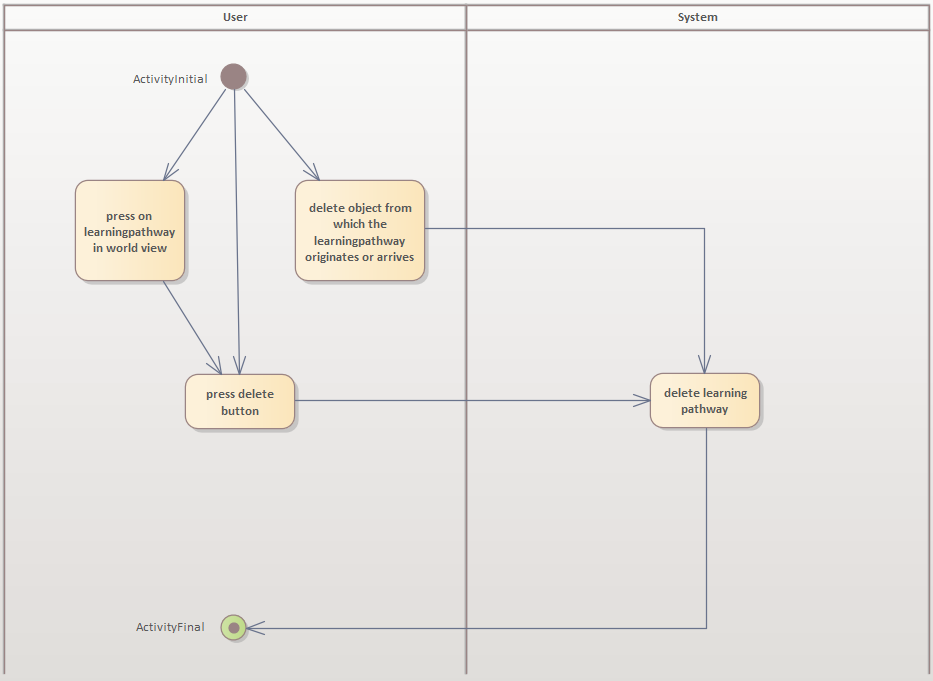 User
System
ActivityInitial
press on
learningpathway
in world view
delete object from
which the
learningpathway
originates or arrives
press delete
button
delete learning
pathway
ActivityFinal